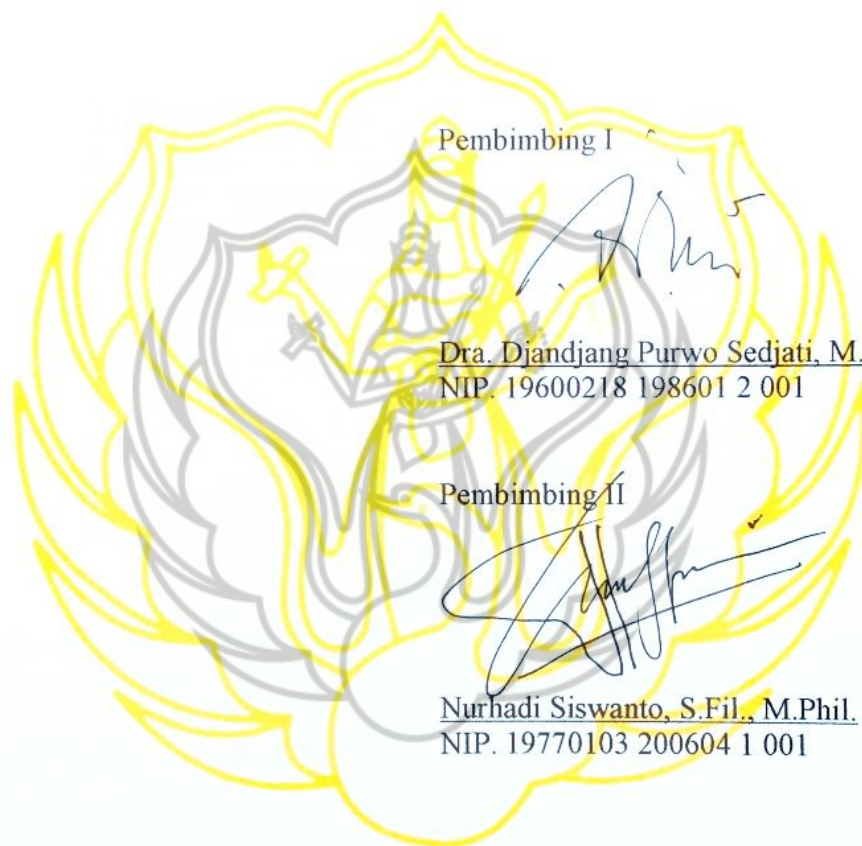 Pembimbing I
Dra. Djandjang Purwo Sedjati, M.
NIP. 19600218 198601 2 001
Pembimbing II
Nurhadi Siswanto, S.Fil., M.Phil.
NIP. 19770103 200604 1 001